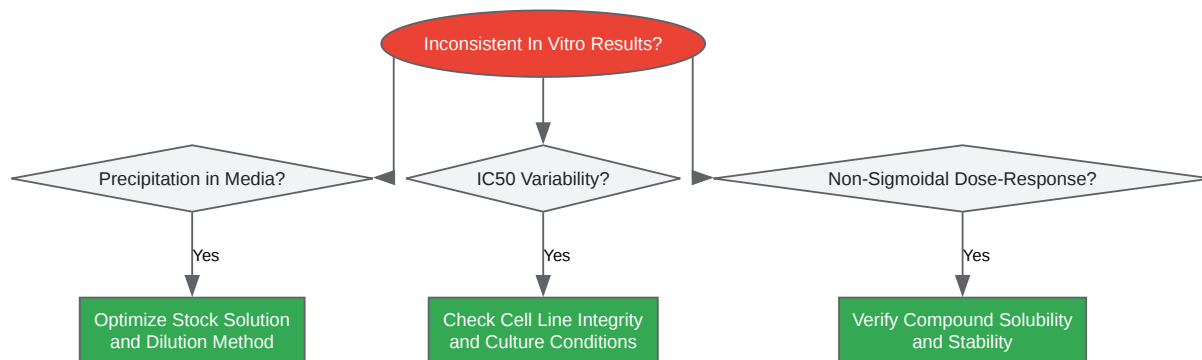 Inconsistent In Vitro Results?
Precipitation in Media?
IC50 Variability?
Non-Sigmoidal Dose-Response?
Yes
Yes
Yes
Optimize Stock Solution
and Dilution Method
Check Cell Line Integrity
and Culture Conditions
Verify Compound Solubility
and Stability